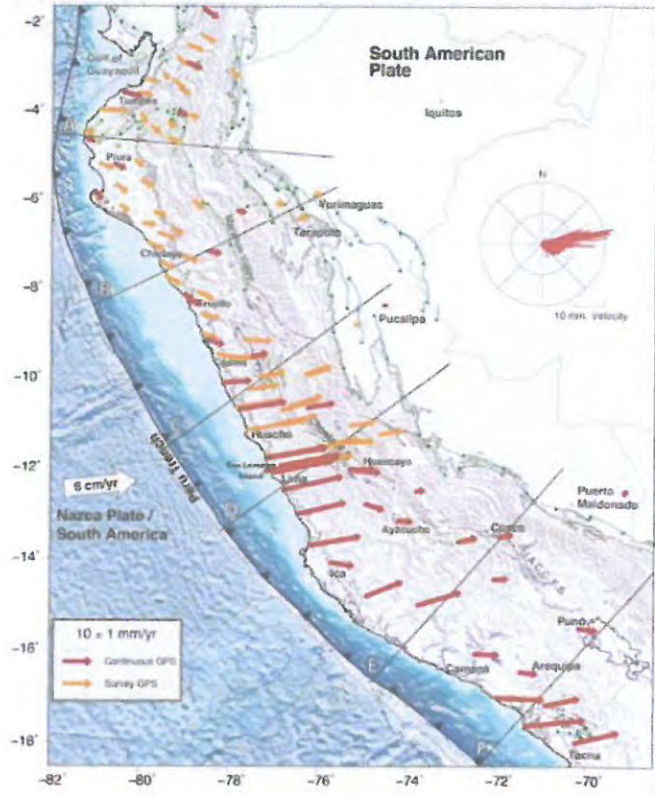 −2
−4
−6
−8
−10
−12
−14
−16
−18
−82
−80
−78
−76
−74
−72
−70
South American
Plate
Gulf of
Guayaquil
Tumbes
Iquitos
A
Piura
Yurimaguas
Tarapoto
N
10 mm. velocity
Chiclayo
B
Trujillo
Pucallpa
C
Huacho
San Lorenzo
Island
Lima
Huancayo
Peru Trench
6 cm/yr
D
Nazca Plate /
South America
Puerto
Maldonado
Ayacucho
Cusco
Ica
10 ± 1 mm/yr
Continuous GPS
Survey GPS
Puno
E
Camana
Arequipa
F
Tacna